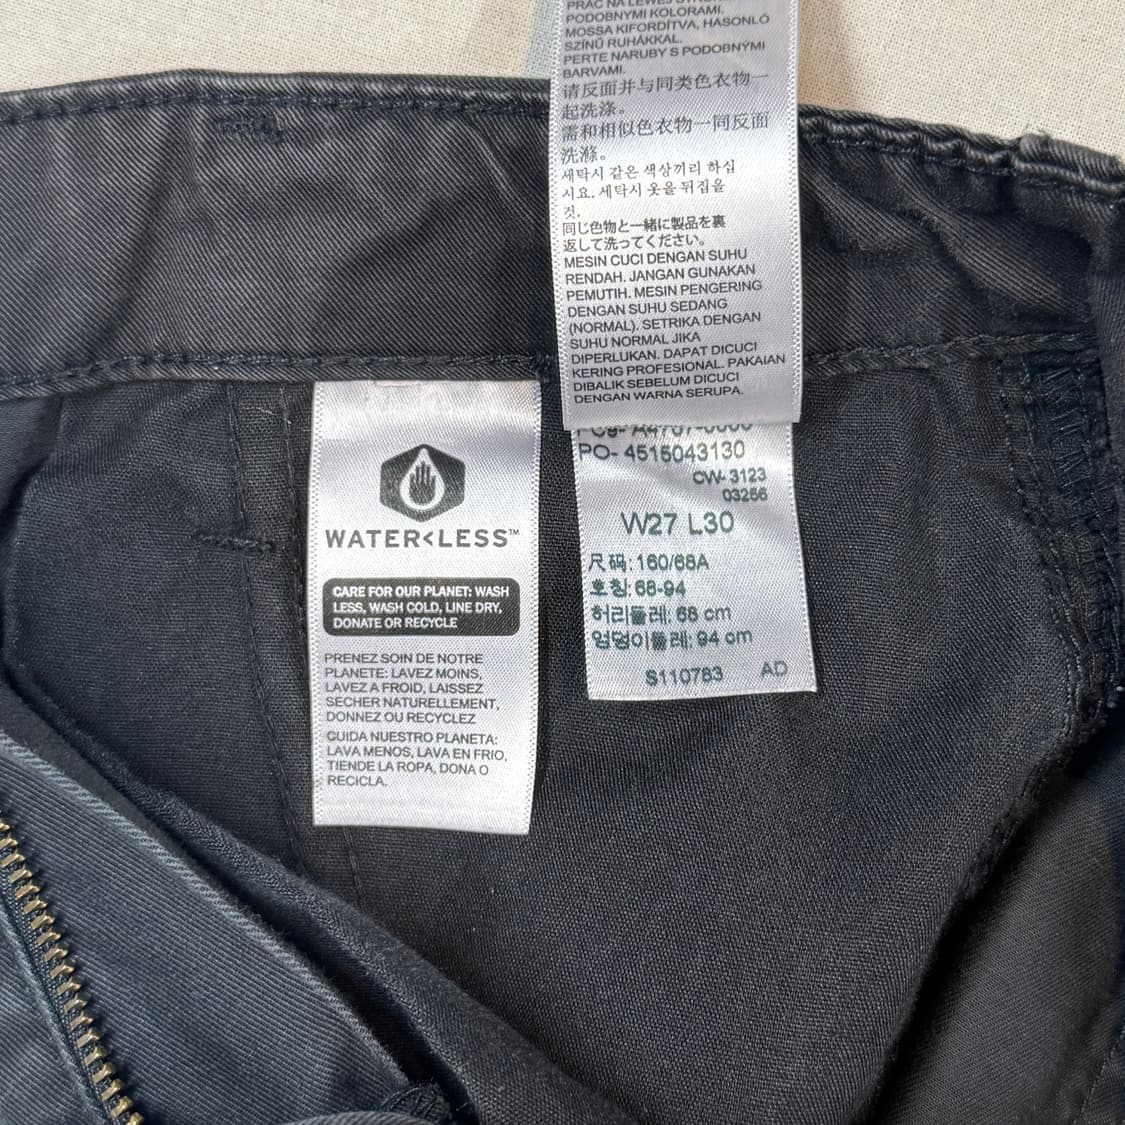 PRAĆ NA LEWEJ
PODOBNYMI KOLORAMI.
MOSSA KIFORDÍTVA, HASONLÓ
SZÍNŰ RUHÁKKAL.
PERTE NARUBY S PODOBNÝMI
BARVAMI.
请反面并与同类色衣物一
起洗涤。
需和相似色衣物一同反面
洗滌。
세탁시 같은 색상끼리 하십
시요. 세탁시 옷을 뒤집을
것.
同じ色物と一緒に製品を裏
返して洗ってください。
MESIN CUCI DENGAN SUHU
RENDAH. JANGAN GUNAKAN
PEMUTIH. MESIN PENGERING
DENGAN SUHU SEDANG
(NORMAL). SETRIKA DENGAN
SUHU NORMAL JIKA
DIPERLUKAN. DAPAT DICUCI
KERING PROFESIONAL. PAKAIAN
DIBALIK SEBELUM DICUCI
DENGAN WARNA SERUPA.
WATER<LESS™
CARE FOR OUR PLANET: WASH
LESS, WASH COLD, LINE DRY,
DONATE OR RECYCLE
PRENEZ SOIN DE NOTRE
PLANETE: LAVEZ MOINS,
LAVEZ A FROID, LAISSEZ
SECHER NATURELLEMENT,
DONNEZ OU RECYCLEZ
CUIDA NUESTRO PLANETA:
LAVA MENOS, LAVA EN FRIO,
TIENDE LA ROPA, DONA O
RECICLA.
PO- 4515043130
CW- 3123
03266
W27 L30
尺码: 160/68A
호칭: 68-94
허리둘레: 68 cm
엉덩이둘레: 94 cm
S110783 AD